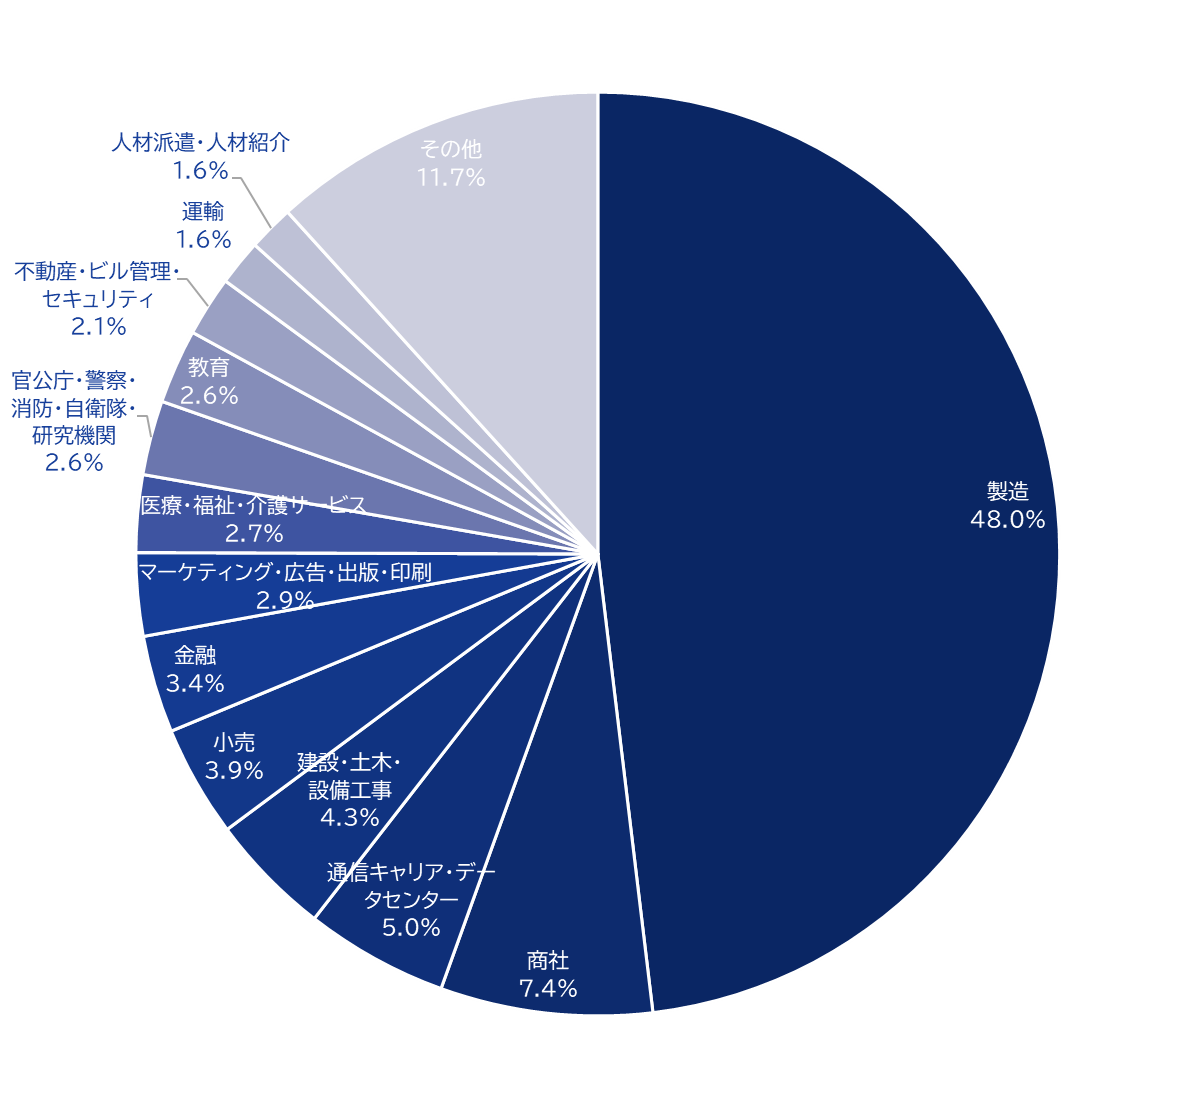 製造
48.0%
商社
7.4%
通信キャリア・デー
タセンター
5.0%
建設・土木・
設備工事
4.3%
小売
3.9%
金融
3.4%
マーケティング・広告・出版・印刷
2.9%
医療・福祉・介護サービス
2.7%
官公庁・警察・
消防・自衛隊・
研究機関
2.6%
教育
2.6%
不動産・ビル管理・
セキュリティ
2.1%
運輸
1.6%
人材派遣・人材紹介
1.6%
その他
11.7%